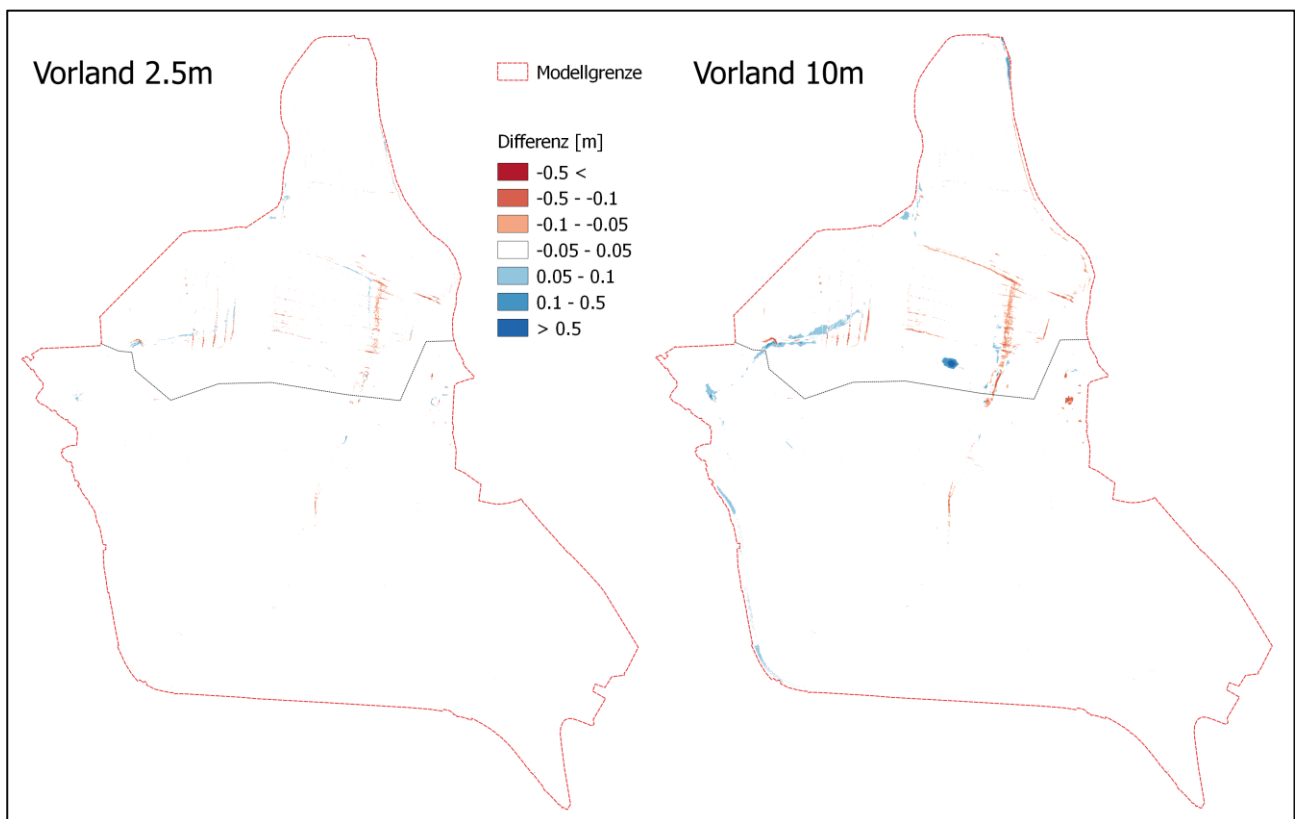 Vorland 2.5m
Modellgrenze
Differenz [m]
-0.5 <
-0.5 - -0.1
-0.1 - -0.05
-0.05 - 0.05
0.05 - 0.1
0.1 - 0.5
> 0.5
Vorland 10m